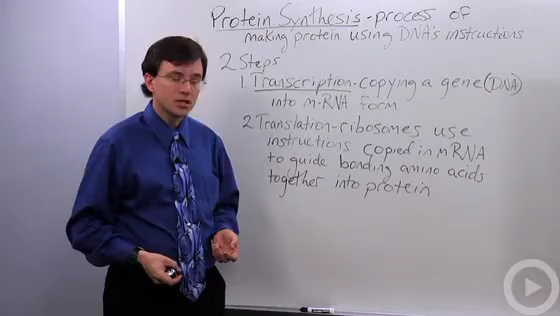 Protein Synthesis - process of
making protein using DNA's instructions
2 Steps
1. Transcription - copying a gene (DNA)
into m-RNA form
2. Translation - ribosomes use
instructions copied in mRNA
to guide bonding amino acids
together into protein